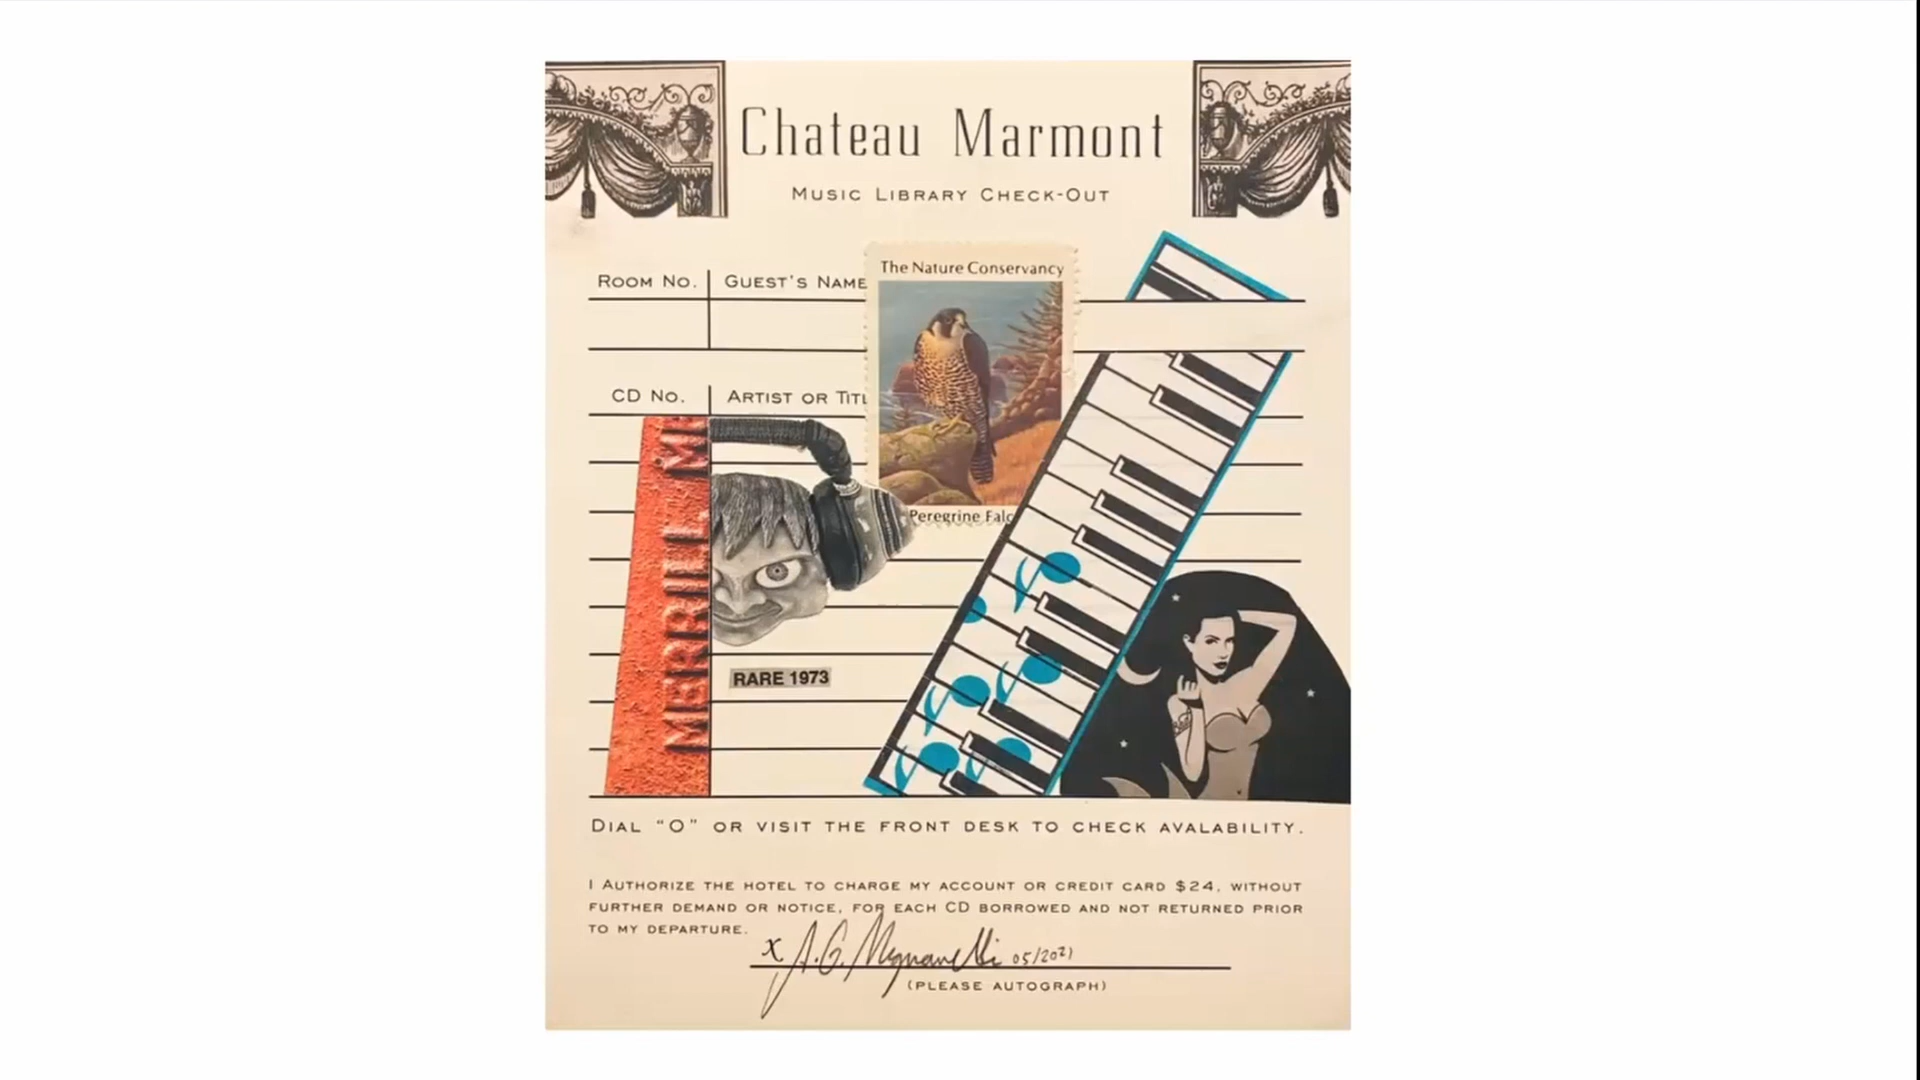 Chateau Marmont
MUSIC LIBRARY CHECK-OUT
The Nature Conservancy
ROOM NO. GUEST'S NAME
CD NO. ARTIST OR TITL
MERRILL ME
Peregrine Falc
RARE 1973
DIAL "O" OR VISIT THE FRONT DESK TO CHECK AVALABILITY.
I AUTHORIZE THE HOTEL TO CHARGE MY ACCOUNT OR CREDIT CARD $24, WITHOUT
FURTHER DEMAND OR NOTICE, FOR EACH CD BORROWED AND NOT RETURNED PRIOR
TO MY DEPARTURE.
X A.G. Mignanelli 05/2021
(PLEASE AUTOGRAPH)